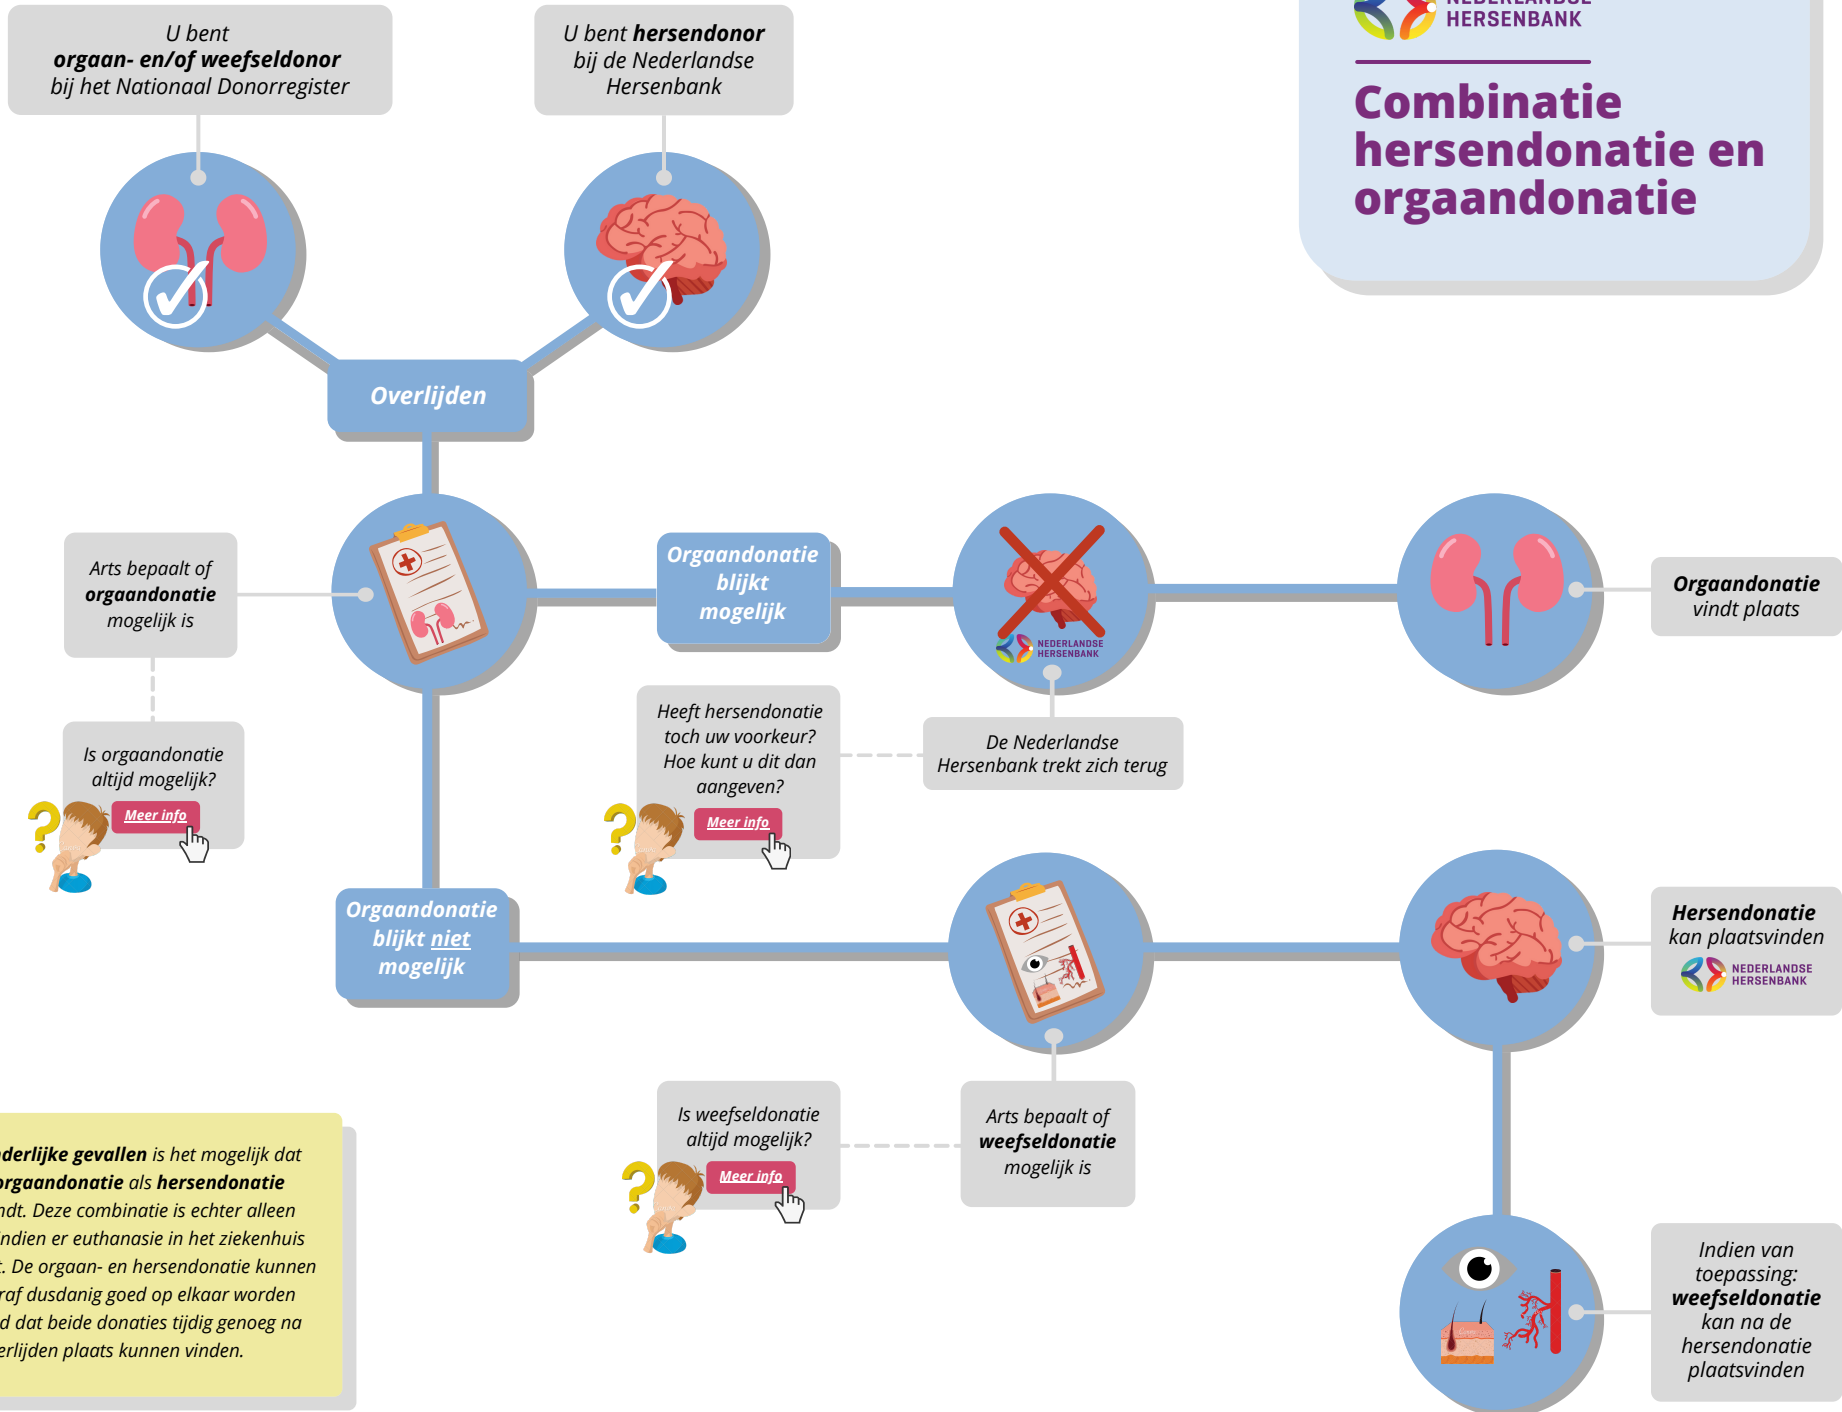 U bent
orgaan- en/of weefseldonor
bij het Nationaal Donorregister
U bent hersendonor
bij de Nederlandse
Hersenbank
HERSENBANK
Combinatie
hersendonatie en
orgaandonatie
Overlijden
Arts bepaalt of
orgaandonatie
mogelijk is
Orgaandonatie
blijkt
mogelijk
NEDERLANDSE
HERSENBANK
Orgaandonatie
vindt plaats
Is orgaandonatie
altijd mogelijk?
Meer info
Heeft hersendonatie
toch uw voorkeur?
Hoe kunt u dit dan
aangeven?
Meer info
De Nederlandse
Hersenbank trekt zich terug
Orgaandonatie
blijkt niet
mogelijk
Hersendonatie
kan plaatsvinden
NEDERLANDSE
HERSENBANK
Is weefseldonatie
altijd mogelijk?
Meer info
Arts bepaalt of
weefseldonatie
mogelijk is
gevallen is het mogelijk dat
orgaandonatie als hersendonatie
Deze combinatie is echter alleen
indien er euthanasie in het ziekenhuis
De orgaan- en hersendonatie kunnen
dusdanig goed op elkaar worden
dat beide donaties tijdig genoeg na
plaats kunnen vinden.
Indien van
toepassing:
weefseldonatie
kan na de
hersendonatie
plaatsvinden